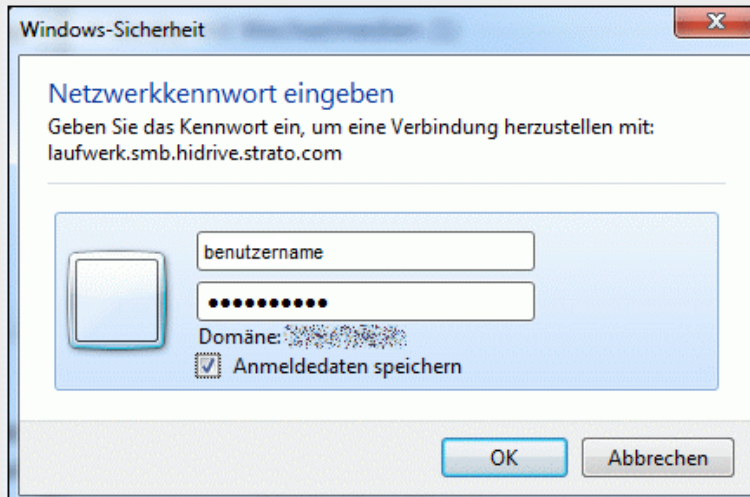 Windows-Sicherheit
Netzwerkkennwort eingeben
Geben Sie das Kennwort ein, um eine Verbindung herzustellen mit:
laufwerk.smb.hidrive.strato.com
benutzername
●●●●●●●●●●
Domäne:
Anmeldedaten speichern
OK
Abbrechen